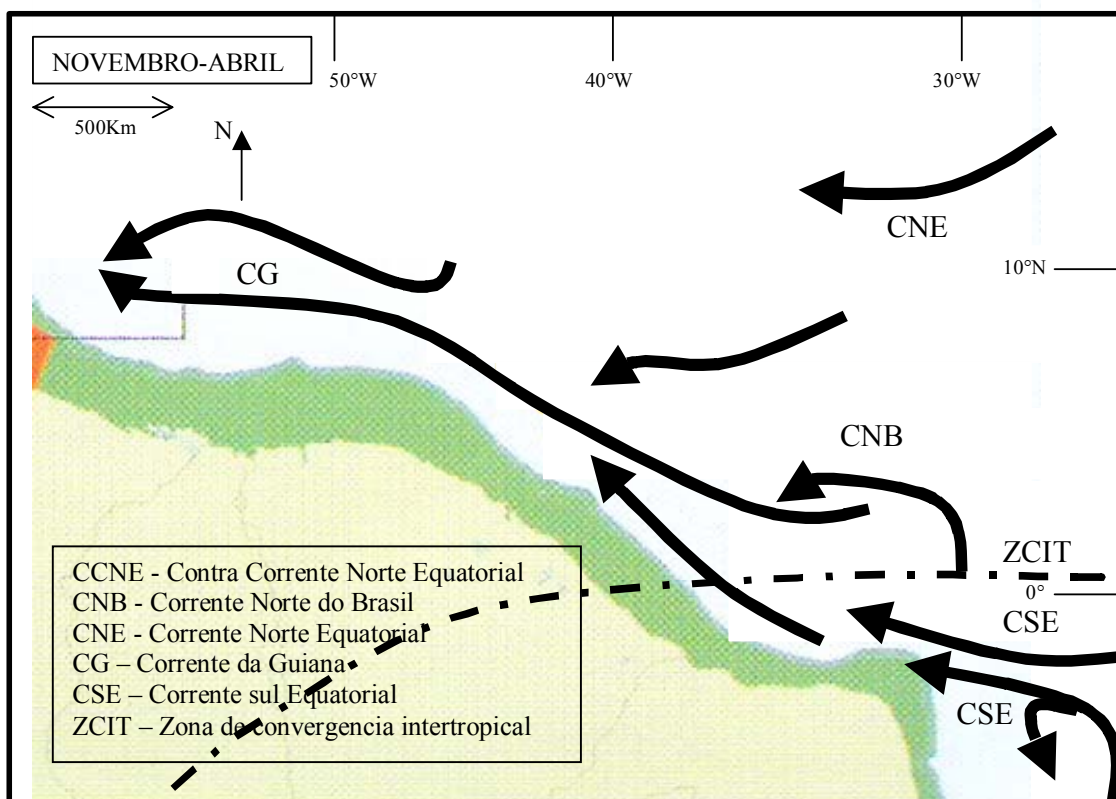 NOVEMBRO-ABRIL
50°W
40°W
30°W
500Km
N
CNE
CG
10°N
CNB
ZCIT
0°
CSE
CSE
CCNE - Contra Corrente Norte Equatorial
CNB - Corrente Norte do Brasil
CNE - Corrente Norte Equatorial
CG – Corrente da Guiana
CSE – Corrente sul Equatorial
ZCIT – Zona de convergencia intertropical